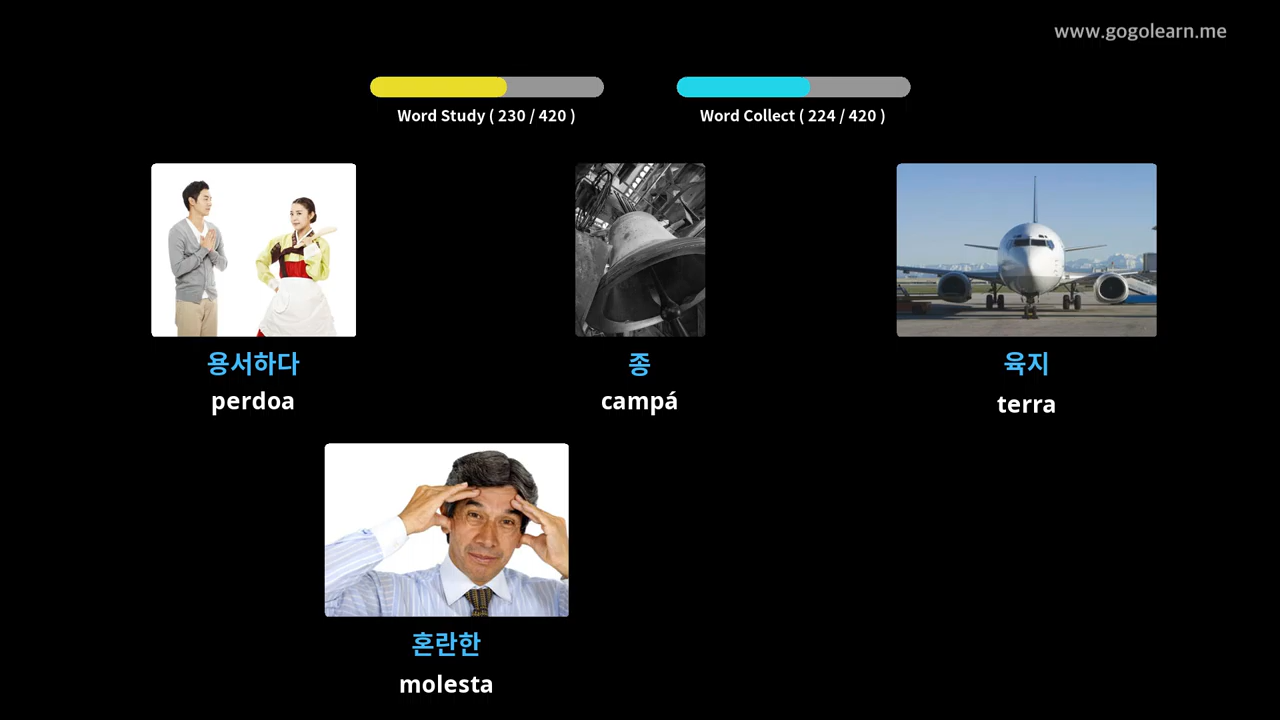 www.gogolearn.me
Word Study ( 230 / 420 )
Word Collect ( 224 / 420 )
용서하다
perdoa
종
campá
육지
terra
혼란한
molesta